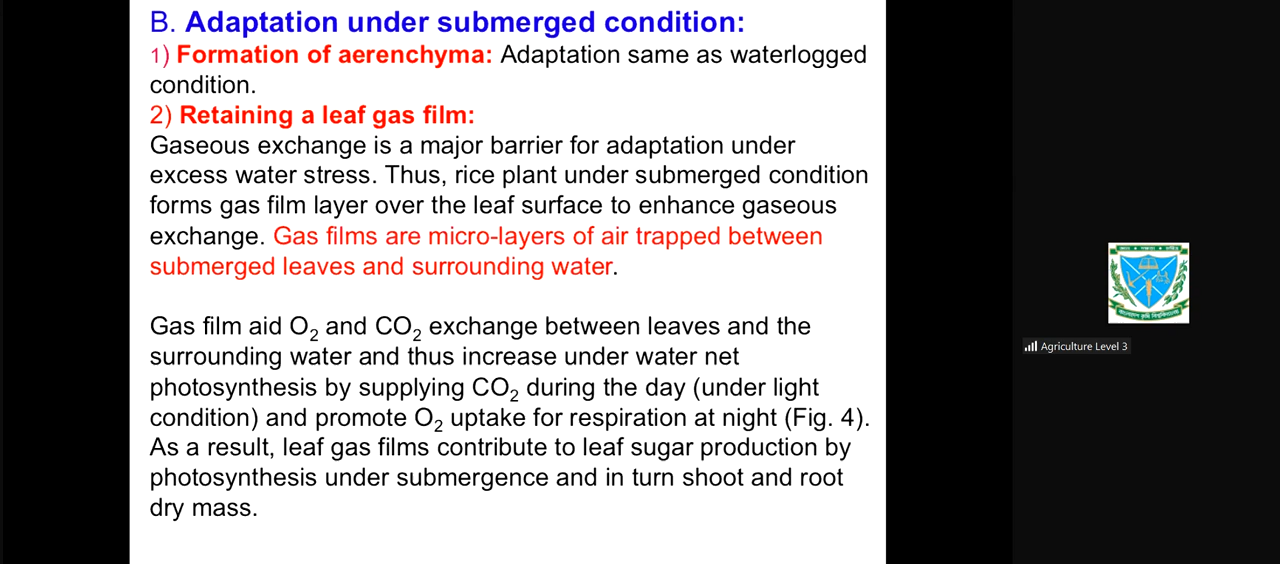 B. Adaptation under submerged condition:
1) Formation of aerenchyma: Adaptation same as waterlogged
condition.
2) Retaining a leaf gas film:
Gaseous exchange is a major barrier for adaptation under
excess water stress. Thus, rice plant under submerged condition
forms gas film layer over the leaf surface to enhance gaseous
exchange. Gas films are micro-layers of air trapped between
submerged leaves and surrounding water.
Gas film aid O₂ and CO₂ exchange between leaves and the
surrounding water and thus increase under water net
photosynthesis by supplying CO₂ during the day (under light
condition) and promote O₂ uptake for respiration at night (Fig. 4).
As a result, leaf gas films contribute to leaf sugar production by
photosynthesis under submergence and in turn shoot and root
dry mass.
Agriculture Level 3